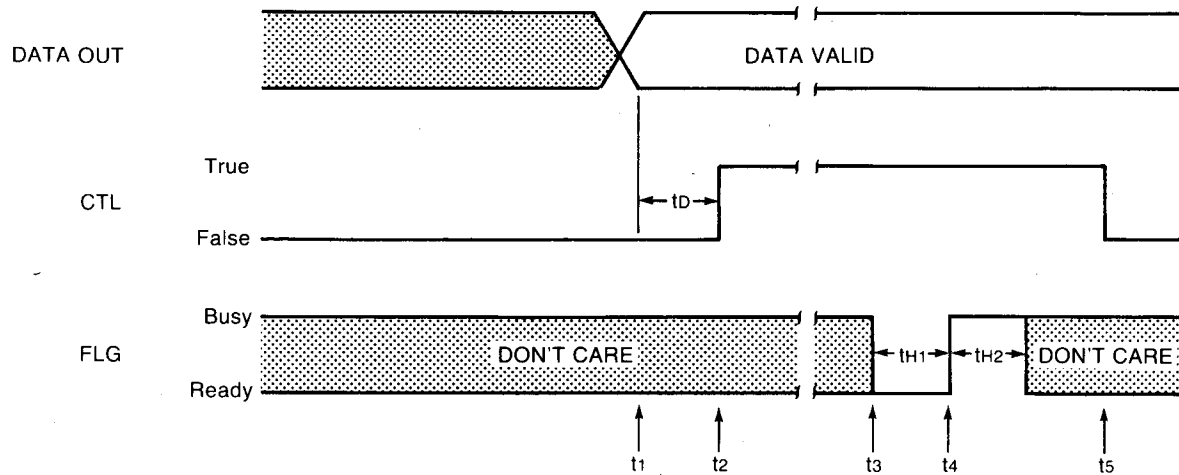 DATA OUT
DATA VALID
True
CTL
tD
False
Busy
FLG
DON'T CARE
tH1
tH2
DON'T CARE
Ready
t1
t2
t3
t4
t5